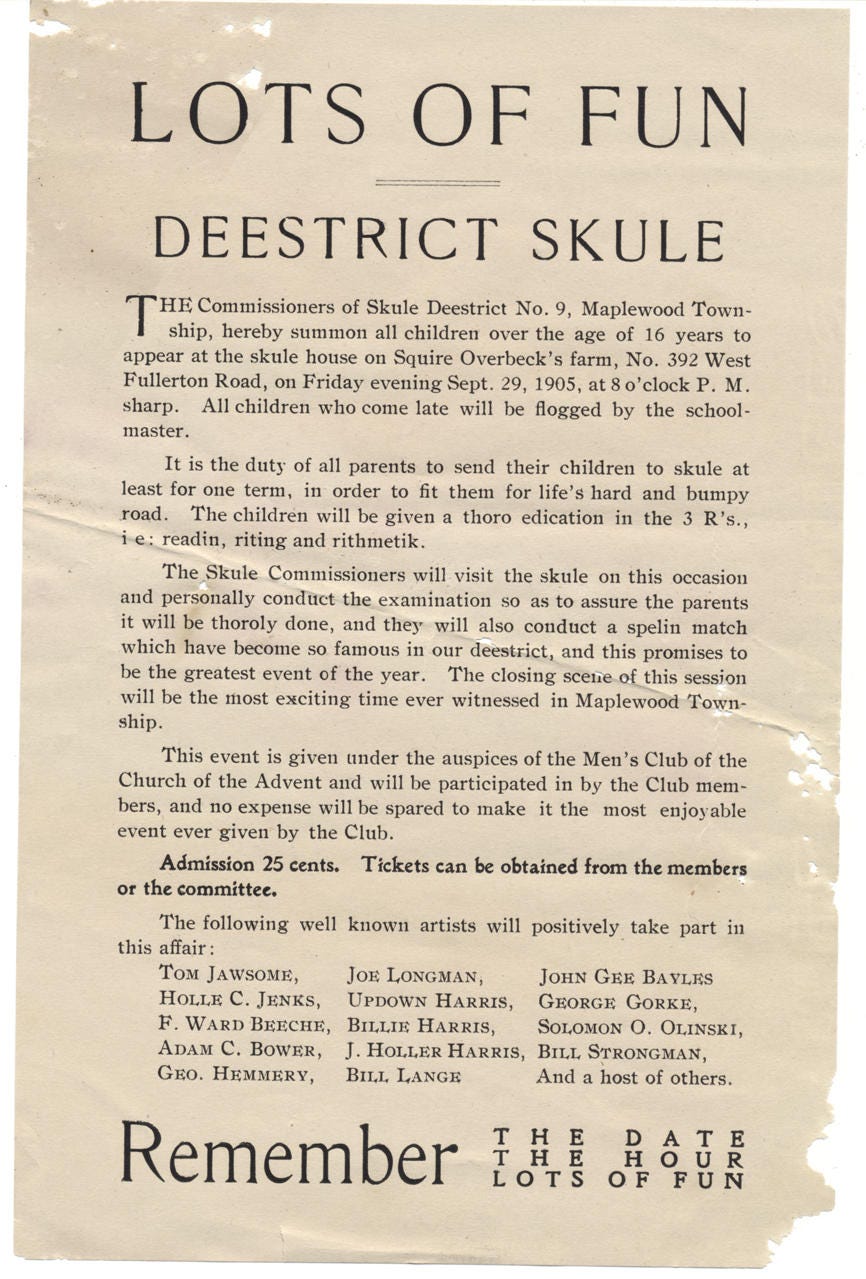 LOTS OF FUN
DEESTRICT SKULE
THE Commissioners of Skule Deestrict No. 9, Maplewood Town-
ship, hereby summon all children over the age of 16 years to
appear at the skule house on Squire Overbeck's farm, No. 392 West
Fullerton Road, on Friday evening Sept. 29, 1905, at 8 o'clock P. M.
sharp. All children who come late will be flogged by the school-
master.
It is the duty of all parents to send their children to skule at
least for one term, in order to fit them for life's hard and bumpy
road. The children will be given a thoro edication in the 3 R's.,
i e: readin, riting and rithmetik.
The Skule Commissioners will visit the skule on this occasion
and personally conduct the examination so as to assure the parents
it will be thoroly done, and they will also conduct a spelin match
which have become so famous in our deestrict, and this promises to
be the greatest event of the year. The closing scene of this session
will be the most exciting time ever witnessed in Maplewood Town-
ship.
This event is given under the auspices of the Men's Club of the
Church of the Advent and will be participated in by the Club mem-
bers, and no expense will be spared to make it the most enjoyable
event ever given by the Club.
Admission 25 cents. Tickets can be obtained from the members
or the committee.
The following well known artists will positively take part in
this affair:
TOM JAWSOME, JOE LONGMAN, JOHN GEE BAYLES
HOLLE C. JENKS, UPDOWN HARRIS, GEORGE GORKE,
F. WARD BEECHE, BILLIE HARRIS, SOLOMON O. OLINSKI,
ADAM C. BOWER, J. HOLLER HARRIS, BILL STRONGMAN,
GEO. HEMMERY, BILL LANGE And a host of others.
Remember
THE DATE
THE HOUR
LOTS OF FUN